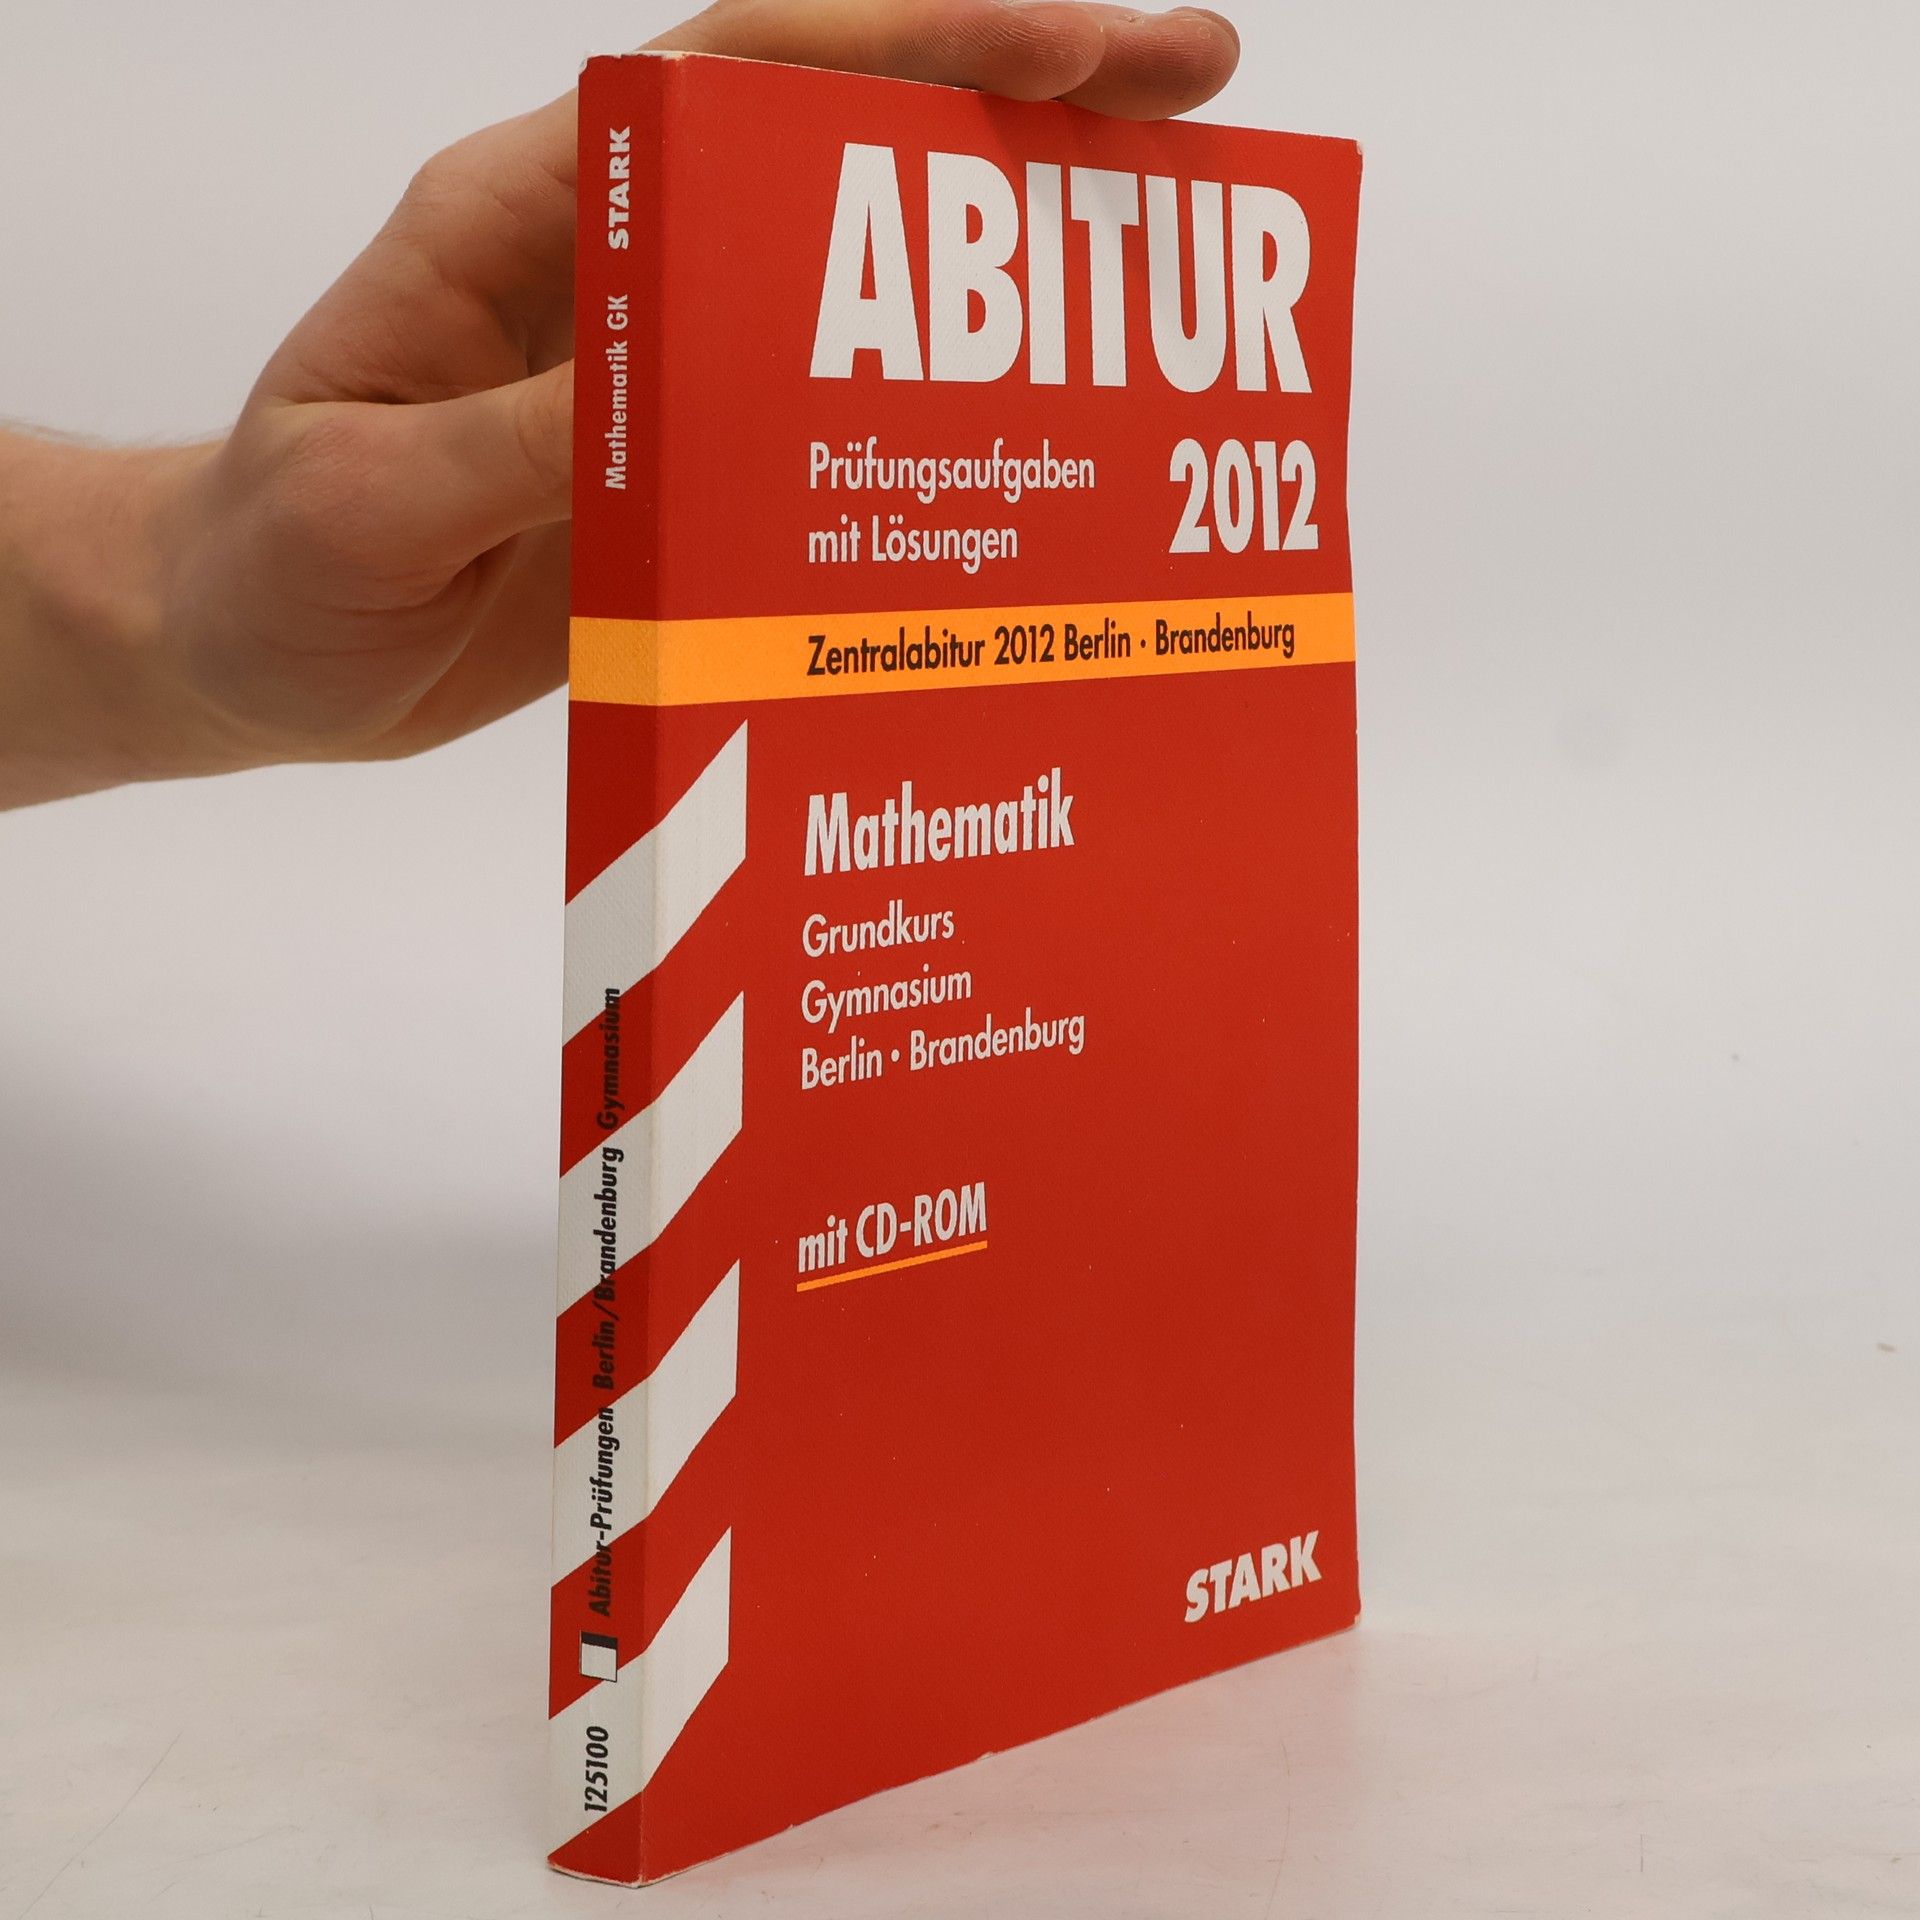 STARK
Mathematik GK
Abitur-Prüfungen Berlin/Brandenburg Gymnasium
125100
ABITUR
Prüfungsaufgaben
mit Lösungen
2012
Zentralabitur 2012 Berlin · Brandenburg
Mathematik
Grundkurs
Gymnasium
Berlin · Brandenburg
mit CD-ROM
STARK